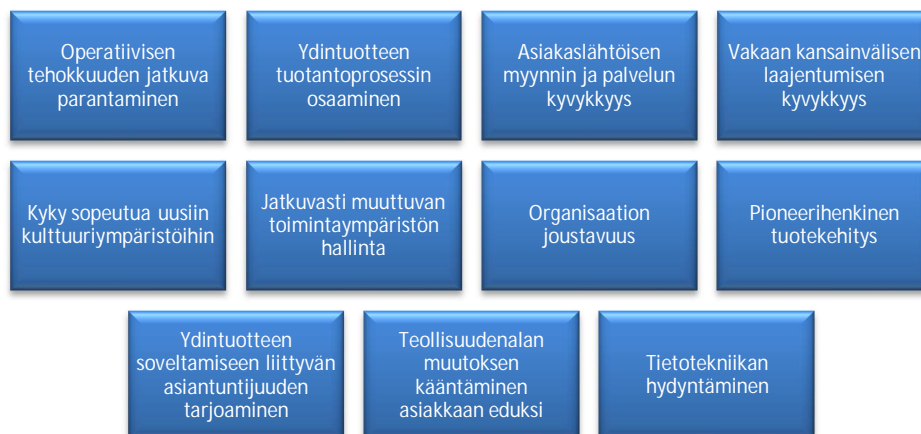 Operatiivisen
tehokkuuden jatkuva
parantaminen
Ydintuotteen
tuotantoprosessin
osaaminen
Asiakaslähtöisen
myynnin ja palvelun
kyvykkyys
Vakaan kansainvälisen
laajentumisen
kyvykkyys
Kyky sopeutua uusiin
kulttuuriympäristöihin
Jatkuvasti muuttuvan
toimintaympäristön
hallinta
Organisaation
joustavuus
Pioneerihenkinen
tuotekehitys
Ydintuotteen
soveltamiseen liittyvän
asiantuntijuuden
tarjoaminen
Teollisuudenalan
muutoksen
kääntäminen
asiakkaan eduksi
Tietotekniikan
hydyntäminen